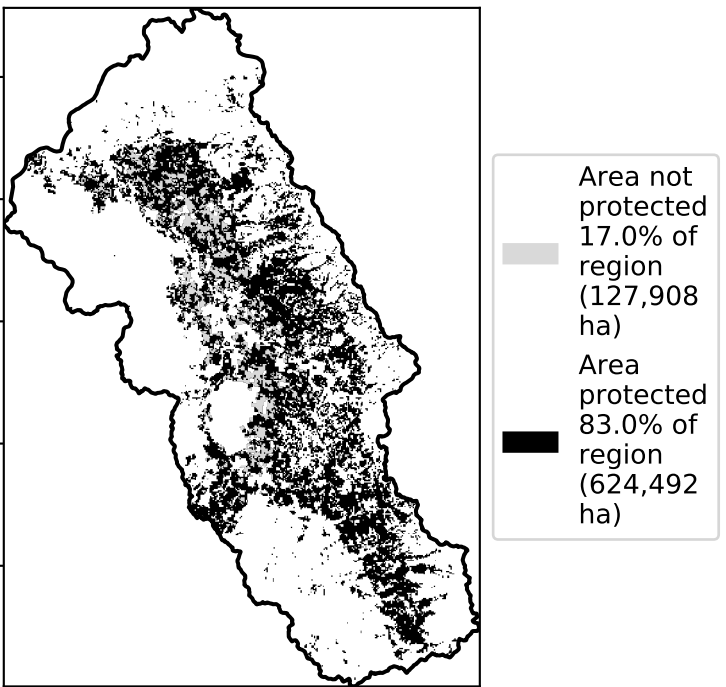 Area not
protected
17.0% of
region
(127,908
ha)
Area
protected
83.0% of
region
(624,492
ha)